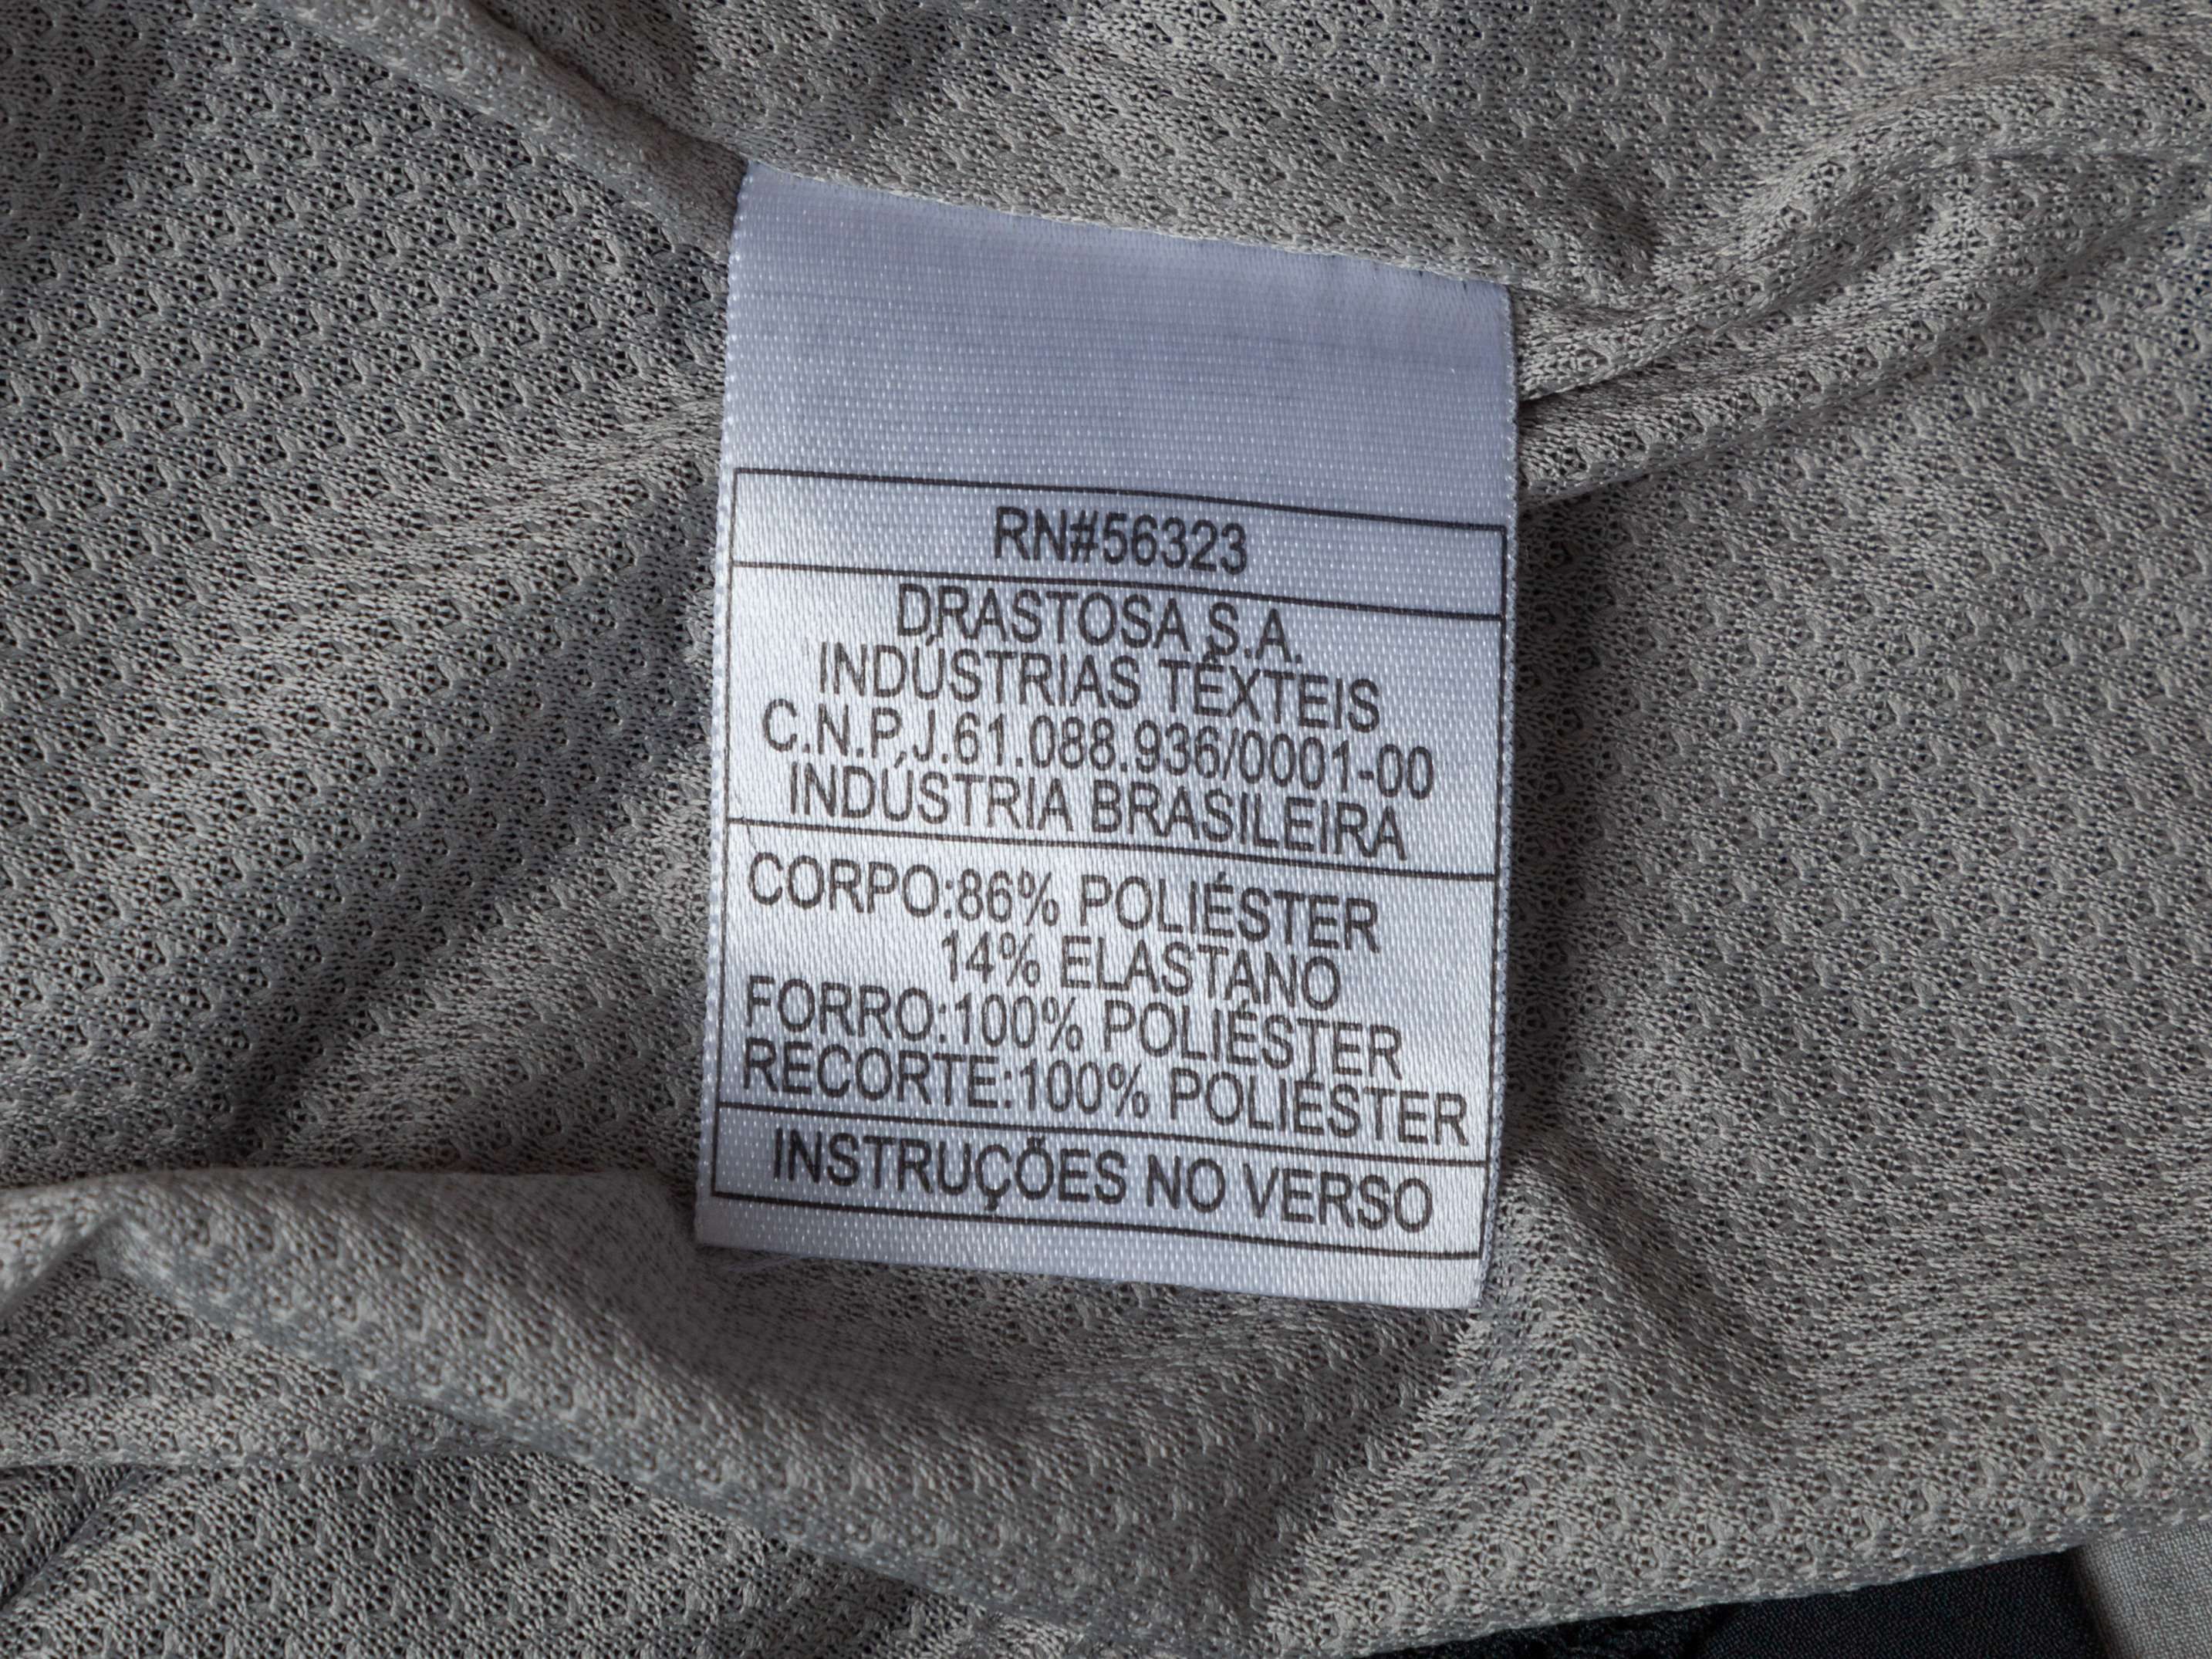 RN#56323
DRASTOSA S.A.
INDÚSTRIAS TÊXTEIS
C.N.P.J.61.088.936/0001-00
INDÚSTRIA BRASILEIRA
CORPO:86% POLIÉSTER
14% ELASTANO
FORRO:100% POLIÉSTER
RECORTE:100% POLIÉSTER
INSTRUÇÕES NO VERSO